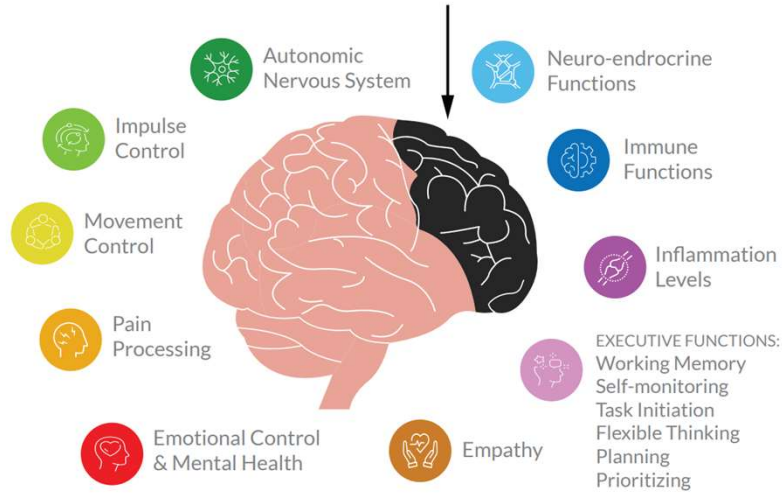 Autonomic
Nervous System
Neuro-endocrine
Functions
Impulse
Control
Immune
Functions
Movement
Control
Inflammation
Levels
Pain
Processing
EXECUTIVE FUNCTIONS:
Working Memory
Self-monitoring
Task Initiation
Flexible Thinking
Planning
Prioritizing
Emotional Control
& Mental Health
Empathy